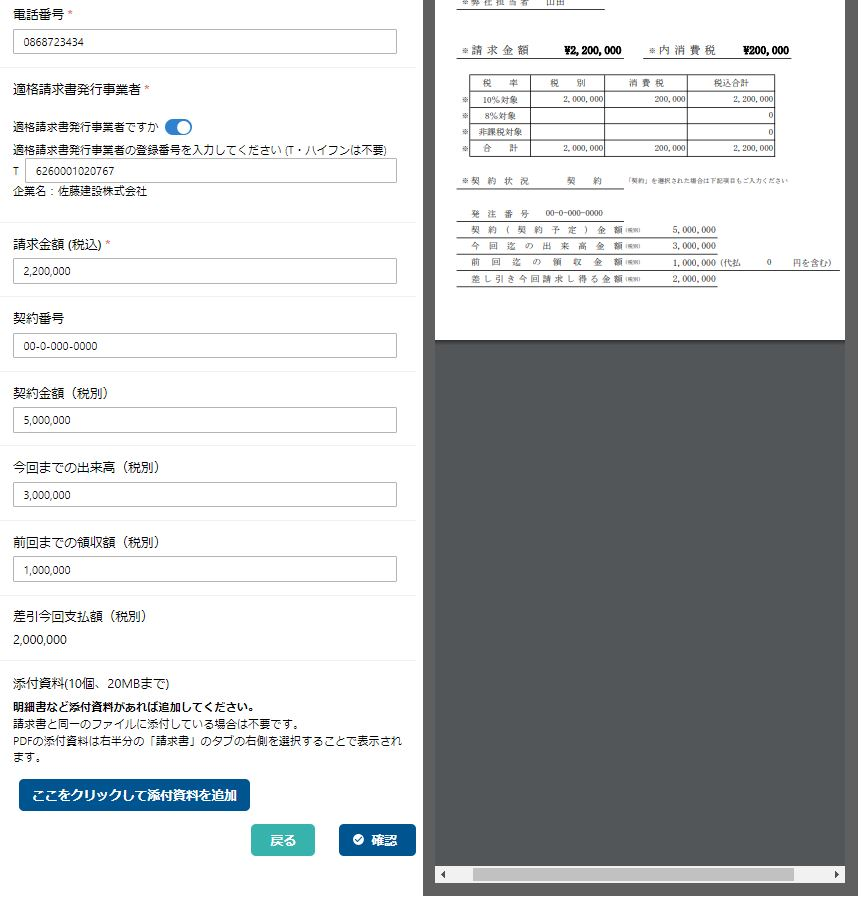 電話番号 *
0868723434
適格請求書発行事業者 *
適格請求書発行事業者ですか
適格請求書発行事業者の登録番号を入力してください (T・ハイフンは不要)
T 6260001020767
企業名：佐藤建設株式会社
請求金額 (税込) *
2,200,000
契約番号
00-0-000-0000
契約金額（税別）
5,000,000
今回までの出来高（税別）
3,000,000
前回までの領収額（税別）
1,000,000
差引今回支払額（税別）
2,000,000
添付資料(10個、20MBまで)
明細書など添付資料があれば追加してください。
請求書と同一のファイルに添付している場合は不要です。
PDFの添付資料は右半分の「請求書」のタブの右側を選択することで表示され
ます。
ここをクリックして添付資料を追加
戻る 確認
※弊社担当者 山田
※請求金額 ¥2,200,000 ※内消費税 ¥200,000
税率 税別 消費税 税込合計
※ 10%対象 2,000,000 200,000 2,200,000
※ 8%対象 0
※ 非課税対象 0
※ 合計 2,000,000 200,000 2,200,000
※契約状況 契約 「契約」を選択された場合は下記項目もご入力ください
発注番号 00-0-000-0000
契約(契約予定)金額(税別) 5,000,000
今回迄の出来高金額(税別) 3,000,000
前回迄の領収金額(税別) 1,000,000 (代払 0 円を含む)
差し引き今回請求し得る金額(税別) 2,000,000